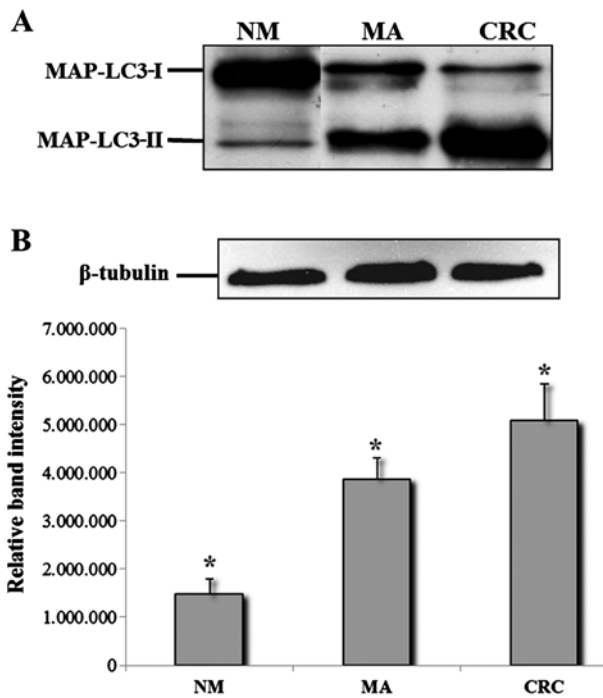 A
NM MA CRC
MAP-LC3-I
MAP-LC3-II
B
β-tubulin
Relative band intensity
7.000.000
6.000.000
5.000.000
4.000.000
3.000.000
2.000.000
1.000.000
0
*
*
*
NM MA CRC